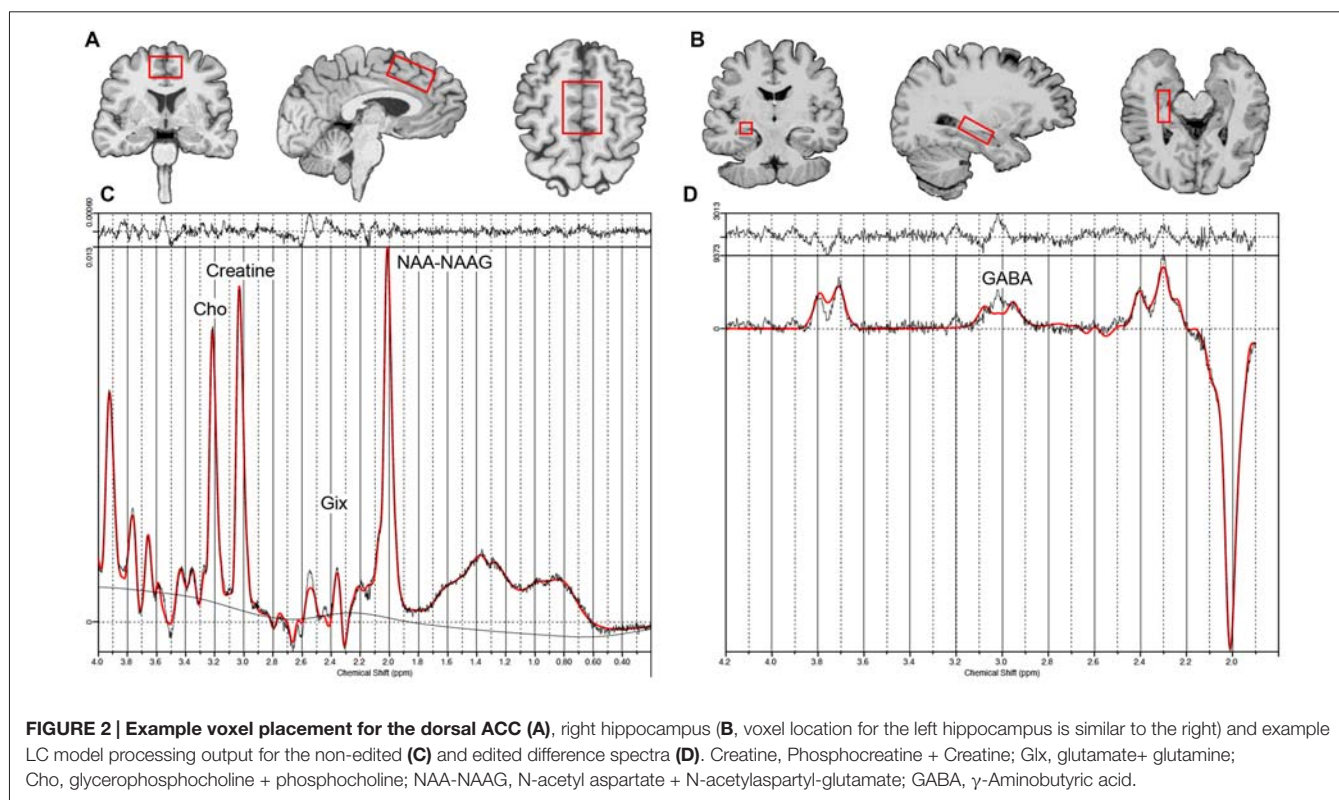 A
B
C
0.00060
0.013
NAA-NAAG
Creatine
Cho
Gix
0
4.0 3.8 3.6 3.4 3.2 3.0 2.8 2.6 2.4 2.2 2.0 1.8 1.6 1.4 1.2 1.0 0.80 0.60 0.40
Chemical Shift (ppm)
D
3013
9373
GABA
0
4.2 4.0 3.8 3.6 3.4 3.2 3.0 2.8 2.6 2.4 2.2 2.0
Chemical Shift (ppm)
FIGURE 2 | Example voxel placement for the dorsal ACC (A), right hippocampus (B, voxel location for the left hippocampus is similar to the right) and example
LC model processing output for the non-edited (C) and edited difference spectra (D). Creatine, Phosphocreatine + Creatine; Glx, glutamate+ glutamine;
Cho, glycerophosphocholine + phosphocholine; NAA-NAAG, N-acetyl aspartate + N-acetylaspartyl-glutamate; GABA, γ-Aminobutyric acid.